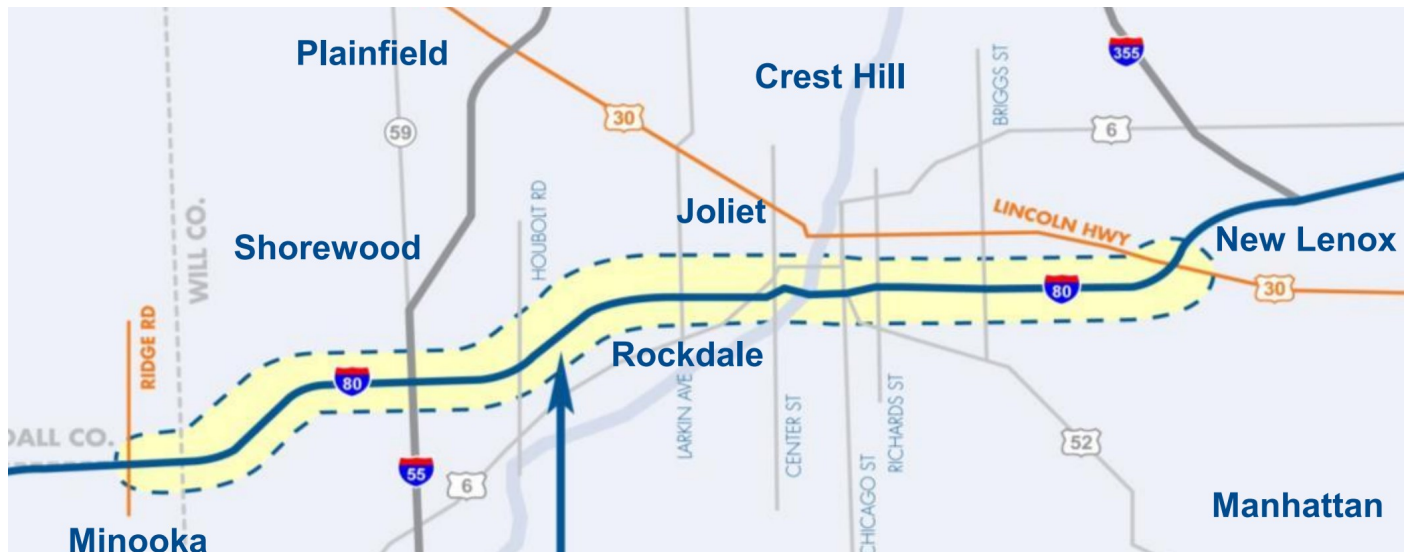 Plainfield
Crest Hill
355
BRIGGS ST
30
6
59
WILL CO.
HOUBOLT RD
Joliet
LINCOLN HWY
Shorewood
New Lenox
80
30
RIDGE RD
Rockdale
80
DALL CO.
LARKIN AVE
CENTER ST
RICHARDS ST
52
55
6
CHICAGO ST
Manhattan
Minooka